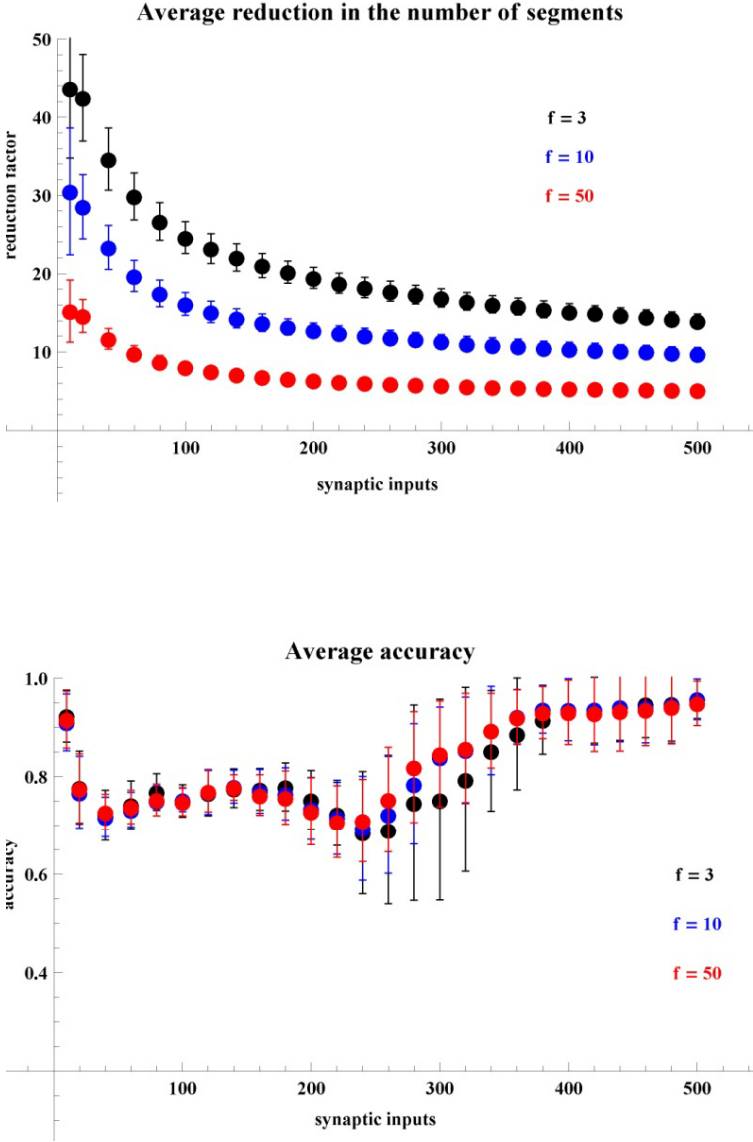 Average reduction in the number of segments
50
40
30
20
10
reduction factor
f = 3
f = 10
f = 50
100 200 300 400 500
synaptic inputs
Average accuracy
1.0
0.8
0.6
0.4
accuracy
f = 3
f = 10
f = 50
100 200 300 400 500
synaptic inputs